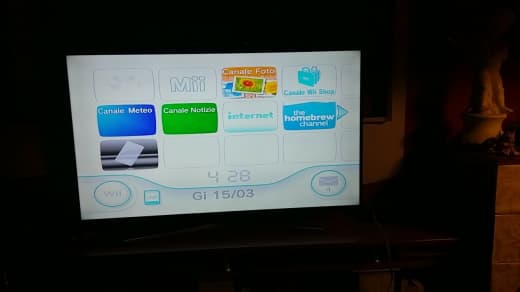 Mii
Canale Foto
Canale Wii Shop
Canale Meteo
Canale Notizie
internet
the
homebrew
channel
4 28
Wii
Gi 15/03